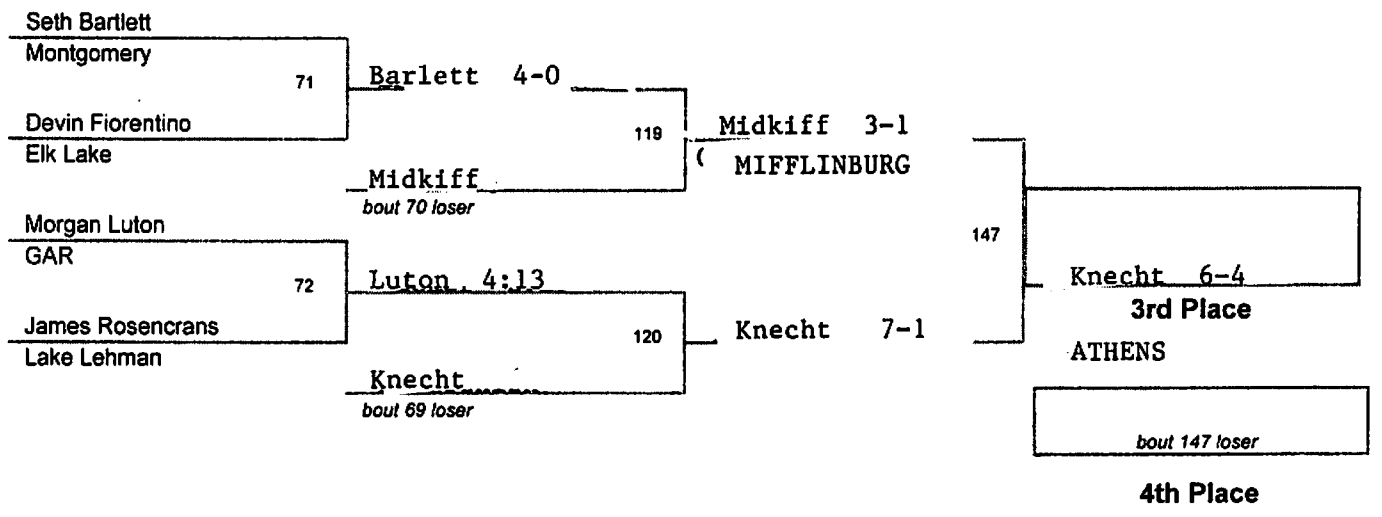 Seth Bartlett
Montgomery
71
Barlett 4-0
Devin Fiorentino
Elk Lake
119
Midkiff 3-1
MIFFLINBURG
Midkiff
bout 70 loser
Morgan Luton
GAR
147
72
Luton 4:13
Knecht 6-4
3rd Place
James Rosencrans
Lake Lehman
120
Knecht 7-1
ATHENS
Knecht
bout 69 loser
bout 147 loser
4th Place